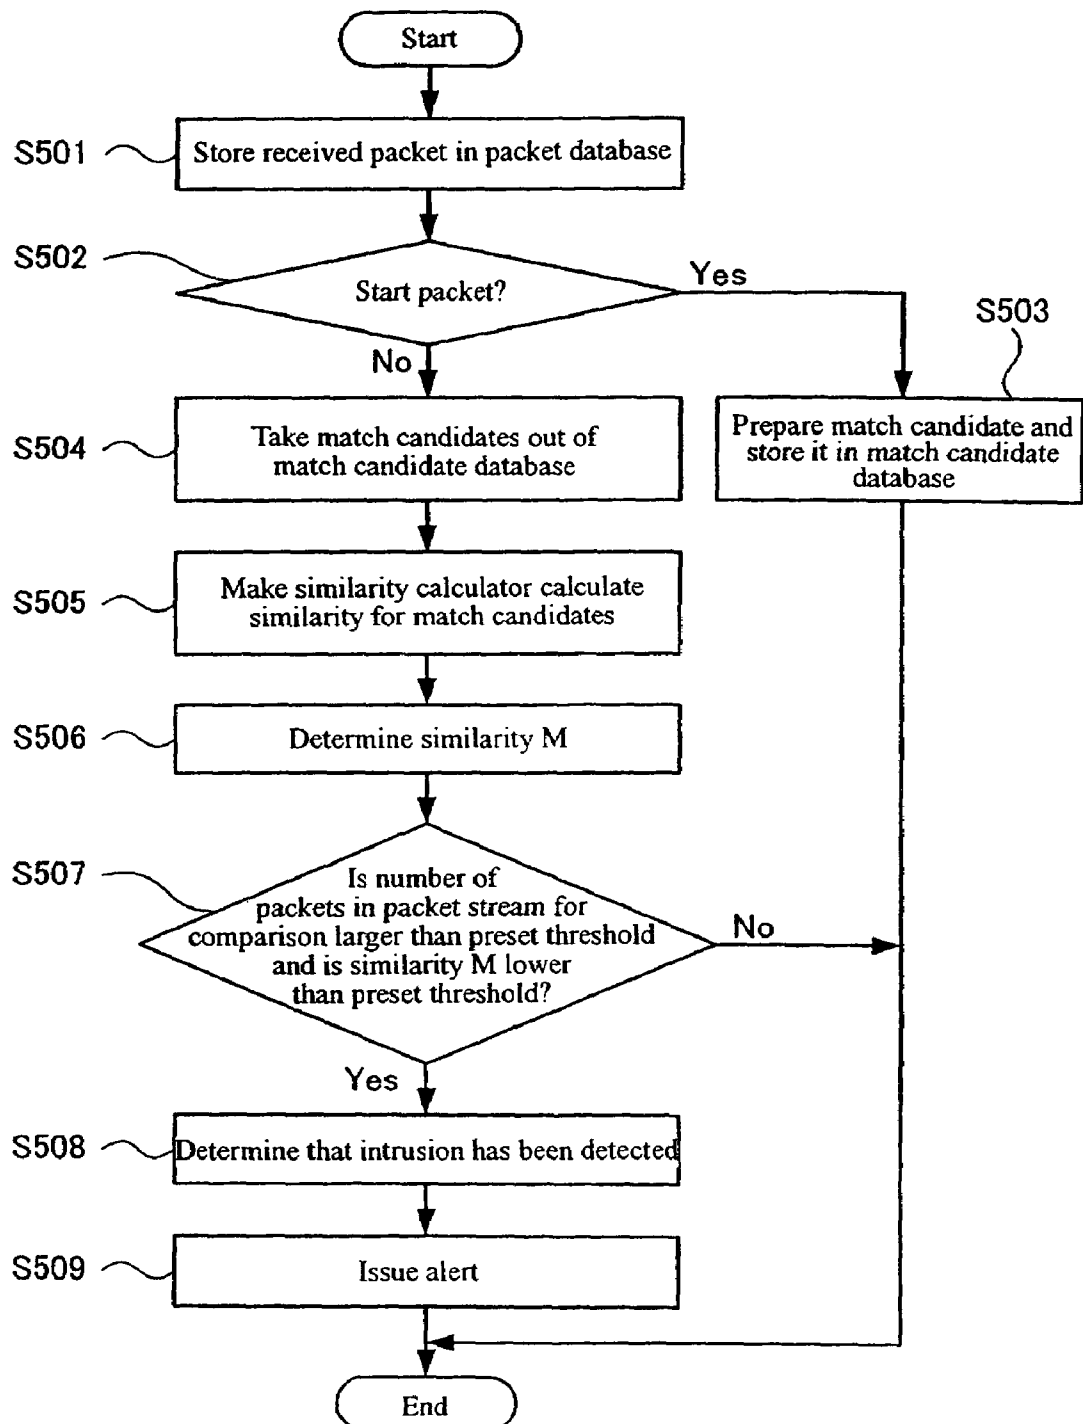 Start
S501
Store received packet in packet database
S502
Start packet?
Yes
No
S503
S504
Take match candidates out of
match candidate database
Prepare match candidate and
store it in match candidate
database
S505
Make similarity calculator calculate
similarity for match candidates
S506
Determine similarity M
S507
Is number of
packets in packet stream for
comparison larger than preset threshold
and is similarity M lower
than preset threshold?
No
Yes
S508
Determine that intrusion has been detected
S509
Issue alert
End